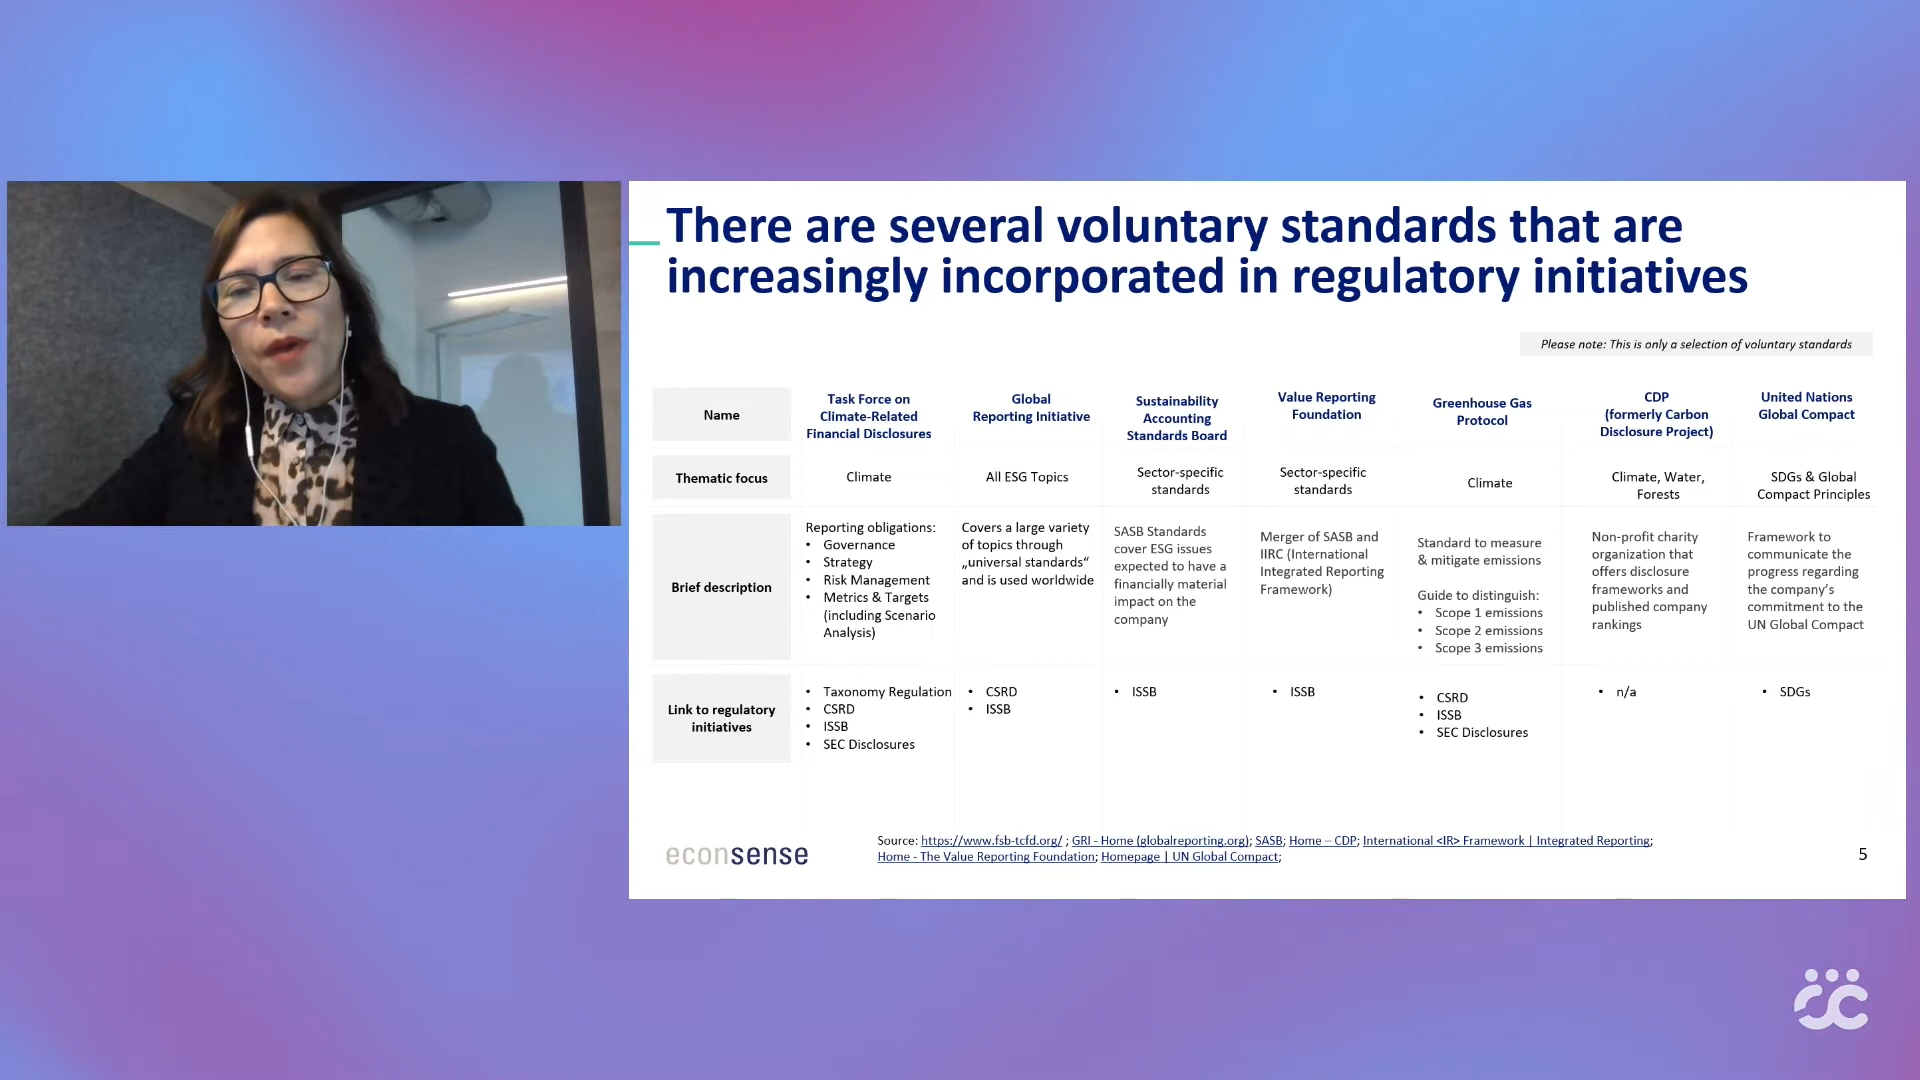 There are several voluntary standards that are
increasingly incorporated in regulatory initiatives
Please note: This is only a selection of voluntary standards
Name
Task Force on
Climate-Related
Financial Disclosures
Global
Reporting Initiative
Sustainability
Accounting
Standards Board
Value Reporting
Foundation
Greenhouse Gas
Protocol
CDP
(formerly Carbon
Disclosure Project)
United Nations
Global Compact
Thematic focus
Climate
All ESG Topics
Sector-specific
standards
Sector-specific
standards
Climate
Climate, Water,
Forests
SDGs & Global
Compact Principles
Brief description
Reporting obligations:
• Governance
• Strategy
• Risk Management
• Metrics & Targets
(including Scenario
Analysis)
Covers a large variety
of topics through
„universal standards“
and is used worldwide
SASB Standards
cover ESG issues
expected to have a
financially material
impact on the
company
Merger of SASB and
IIRC (International
Integrated Reporting
Framework)
Standard to measure
& mitigate emissions
Guide to distinguish:
• Scope 1 emissions
• Scope 2 emissions
• Scope 3 emissions
Non-profit charity
organization that
offers disclosure
frameworks and
published company
rankings
Framework to
communicate the
progress regarding
the company’s
commitment to the
UN Global Compact
Link to regulatory
initiatives
• Taxonomy Regulation
• CSRD
• ISSB
• SEC Disclosures
• CSRD
• ISSB
• ISSB
• ISSB
• CSRD
• ISSB
• SEC Disclosures
• n/a
• SDGs
econsense
Source: https://www.fsb-tcfd.org/ ; GRI - Home (globalreporting.org); SASB; Home – CDP; International <IR> Framework | Integrated Reporting;
Home - The Value Reporting Foundation; Homepage | UN Global Compact;
5